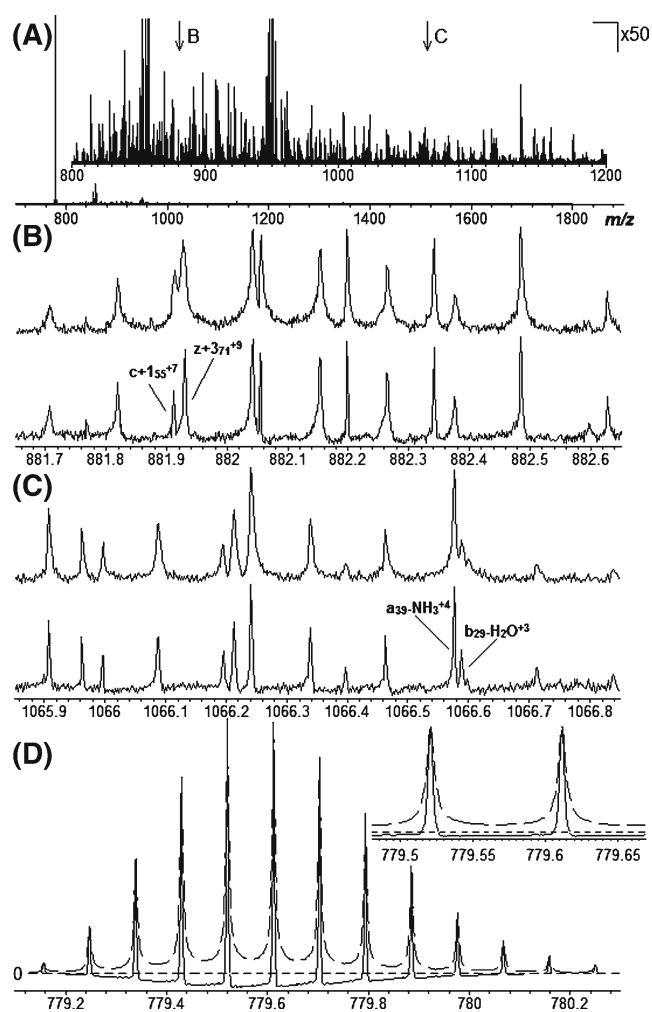 (A)
B
C
x50
800 900 1000 1100 1200
800 1000 1200 1400 1600 1800 m/z
(B)
c+1₅₅⁺⁷
z+3₇₁⁺⁹
881.7 881.8 881.9 882 882.1 882.2 882.3 882.4 882.5 882.6
(C)
a₃₉-NH₃⁺⁴
b₂₉-H₂O⁺³
1065.9 1066 1066.1 1066.2 1066.3 1066.4 1066.5 1066.6 1066.7 1066.8
(D)
779.5 779.55 779.6 779.65
0
779.2 779.4 779.6 779.8 780 780.2